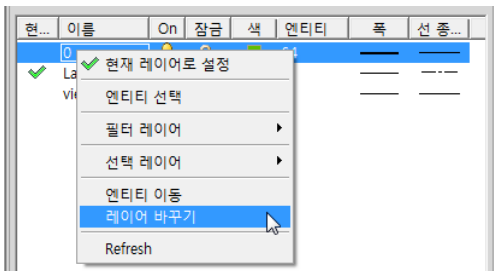 현... 이름 On 잠금 색 엔티티 폭 선 종...
0
현재 레이어로 설정
La
vi
엔티티 선택
필터 레이어
선택 레이어
엔티티 이동
레이어 바꾸기
Refresh